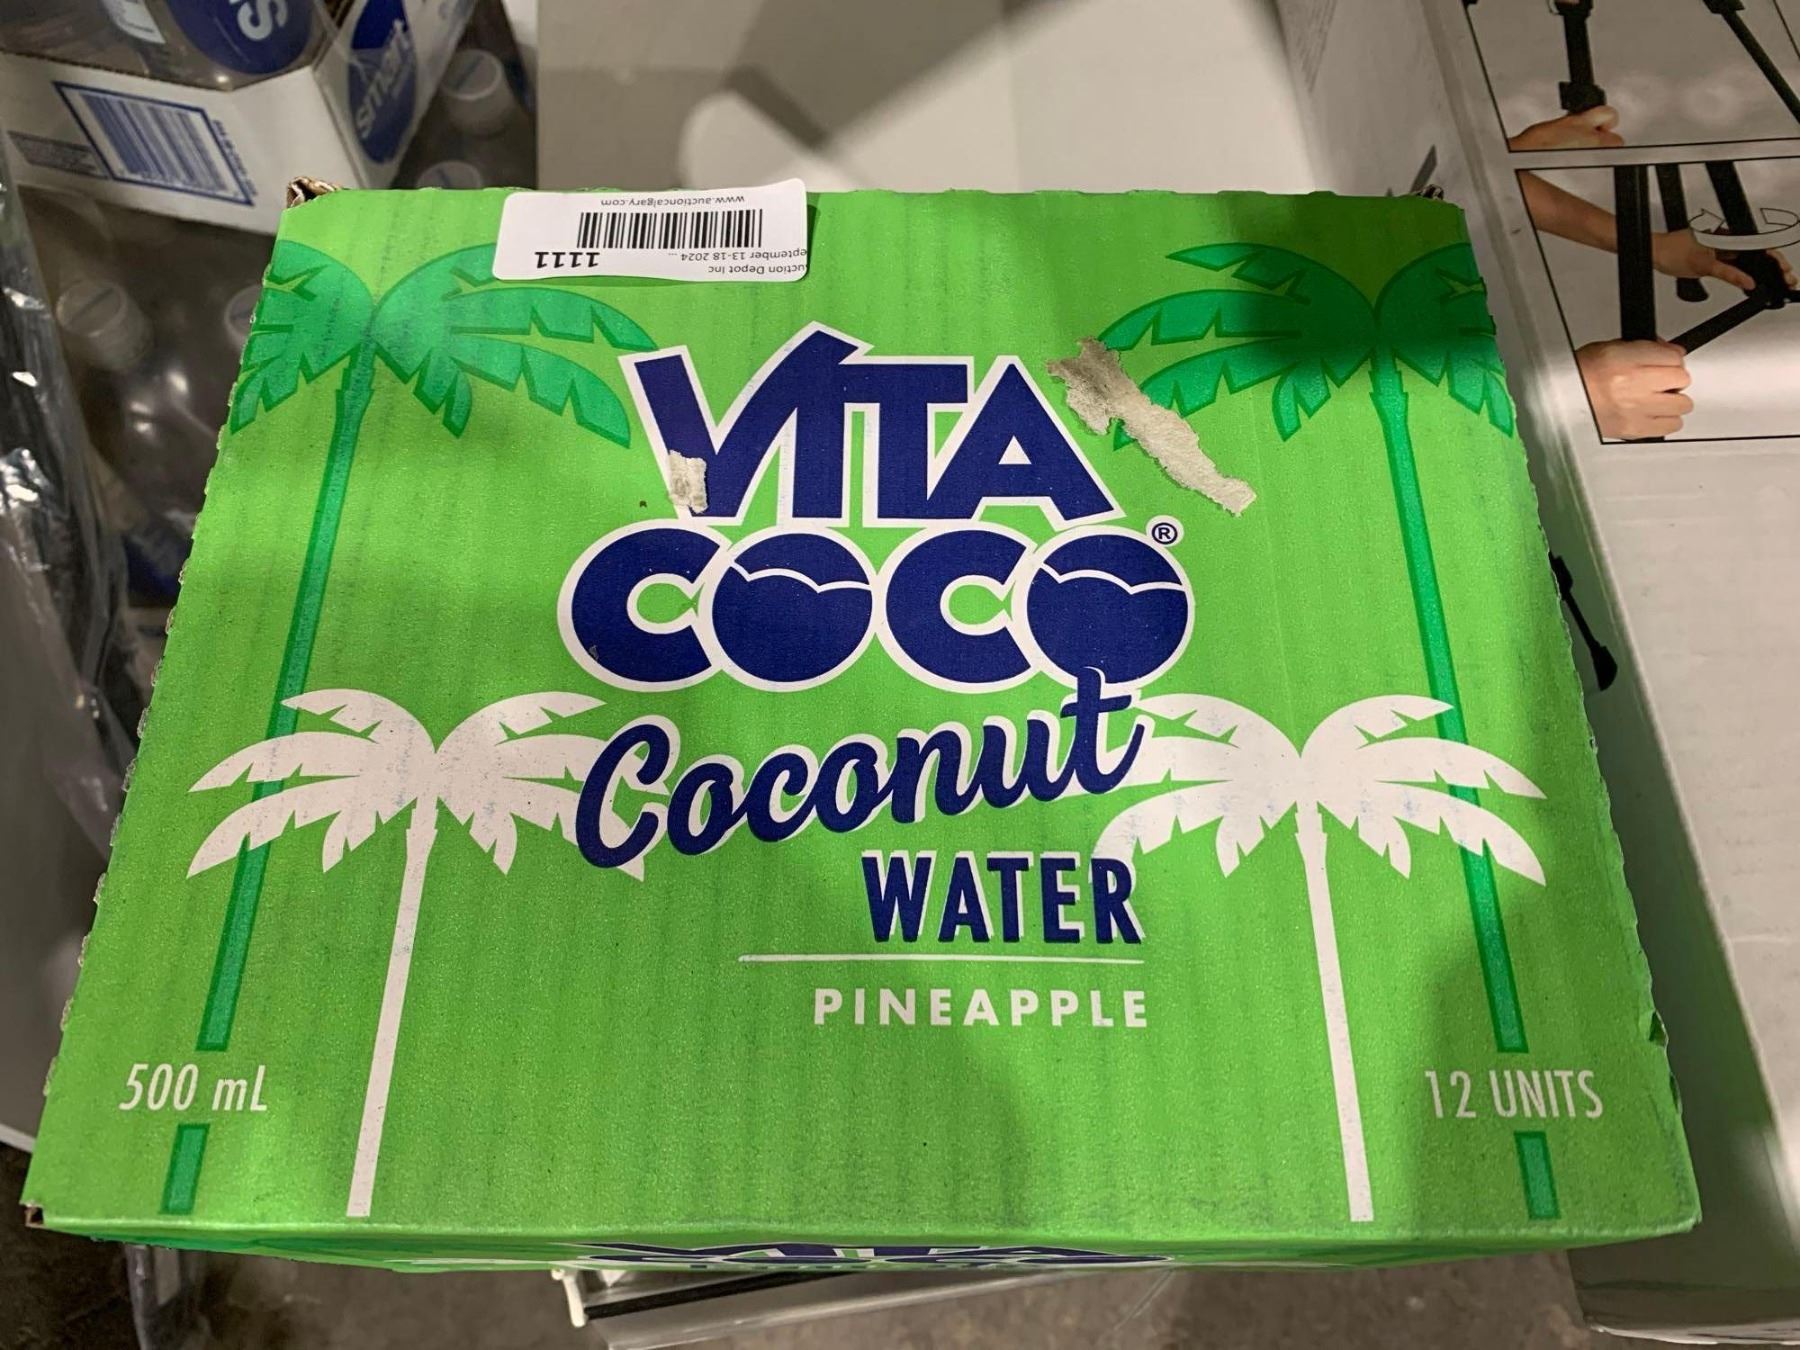 s
smart
www.auctioncalgary.com
1111
eptember 13-18 2024 ...
uction Depot Inc
VITA
COCO®
Coconut
WATER
PINEAPPLE
500 mL
12 UNITS